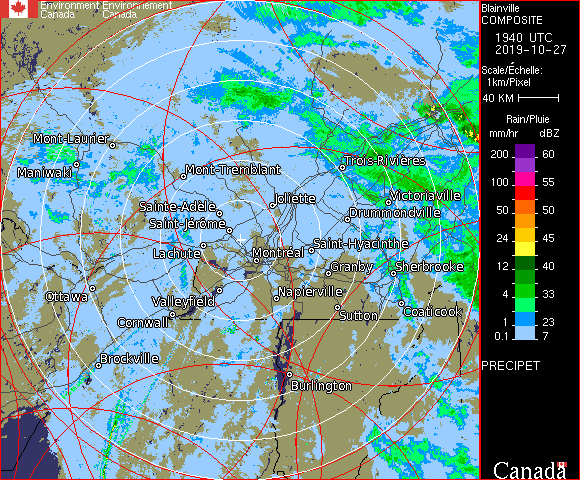 Environment Environnement
Canada Canada
Blainville
COMPOSITE
1940 UTC
2019-10-27
Scale/Échelle:
1km/Pixel
40 KM
Rain/Pluie
mm/hr dBZ
200 60
100 55
50 50
24 45
12 40
4 33
1 23
0.1 7
PRECIPET
Canada
Mont-Laurier
Maniwaki
Mont-Tremblant
Trois-Rivières
Victoriaville
Joliette
Sainte-Adèle
Drummondville
Saint-Jérôme
Saint-Hyacinthe
Lachute
Montréal
Granby
Sherbrooke
Ottawa
Valleyfield
Napierville
Coaticook
Cornwall
Sutton
Brockville
Burlington